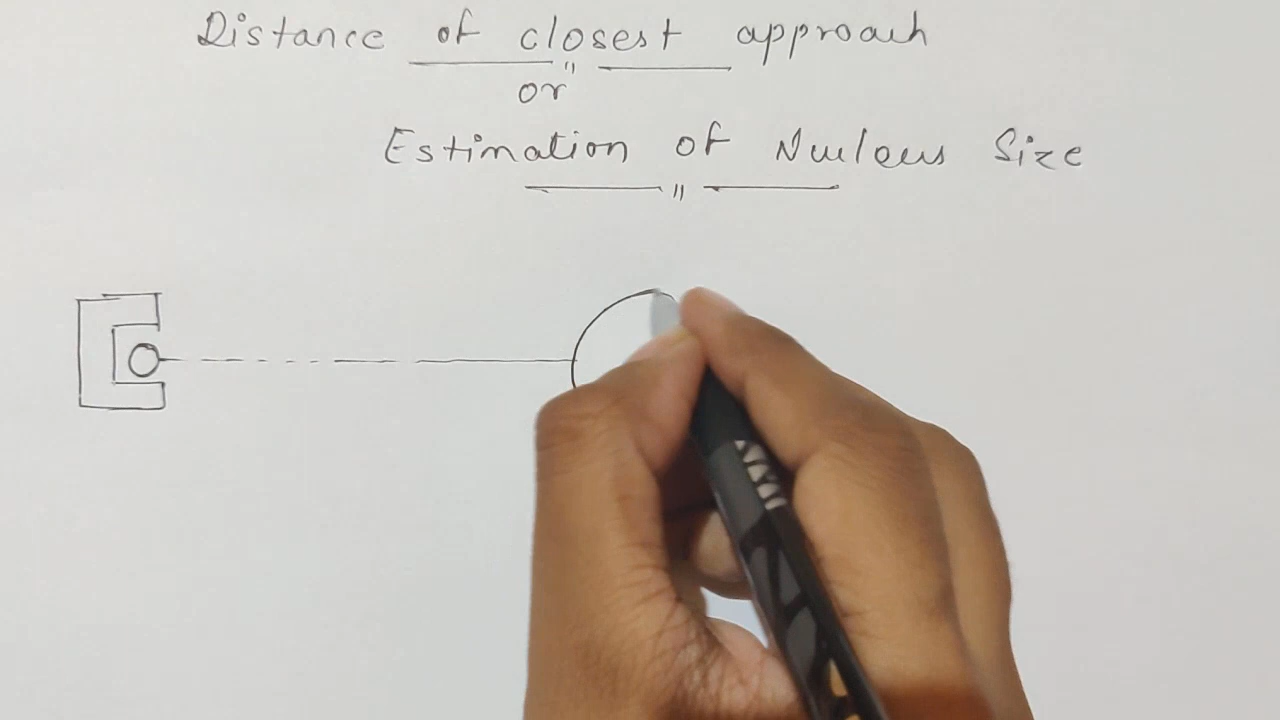 Distance of closest approach
or
Estimation of Nucleus Size